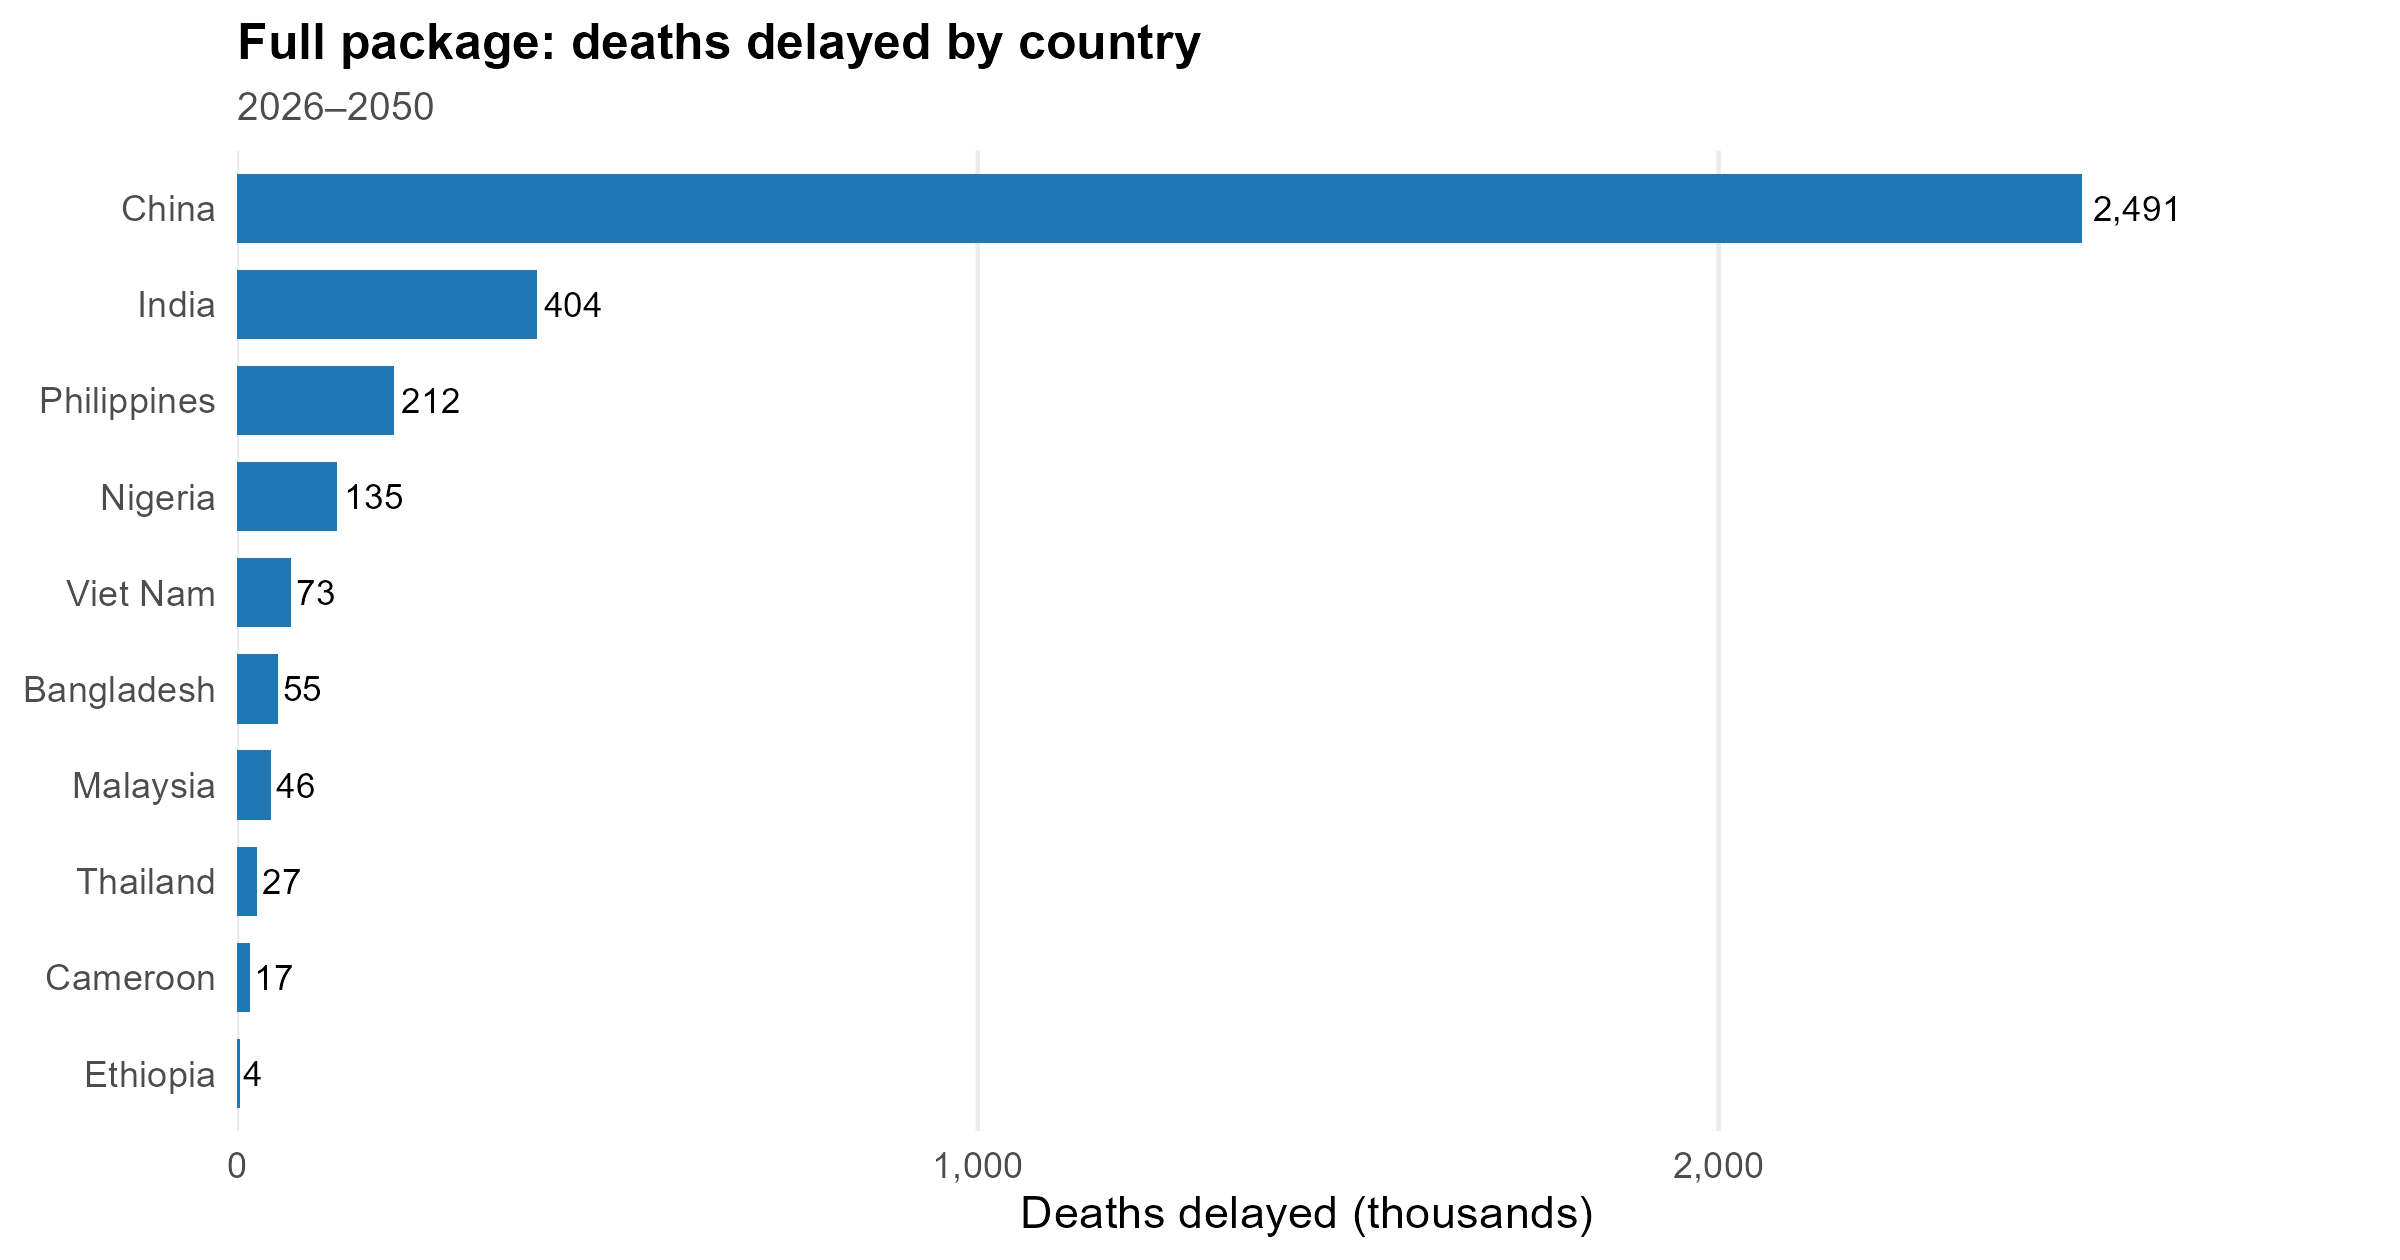 Full package: deaths delayed by country
2026–2050
China 2,491
India 404
Philippines 212
Nigeria 135
Viet Nam 73
Bangladesh 55
Malaysia 46
Thailand 27
Cameroon 17
Ethiopia 4
0 1,000 2,000
Deaths delayed (thousands)